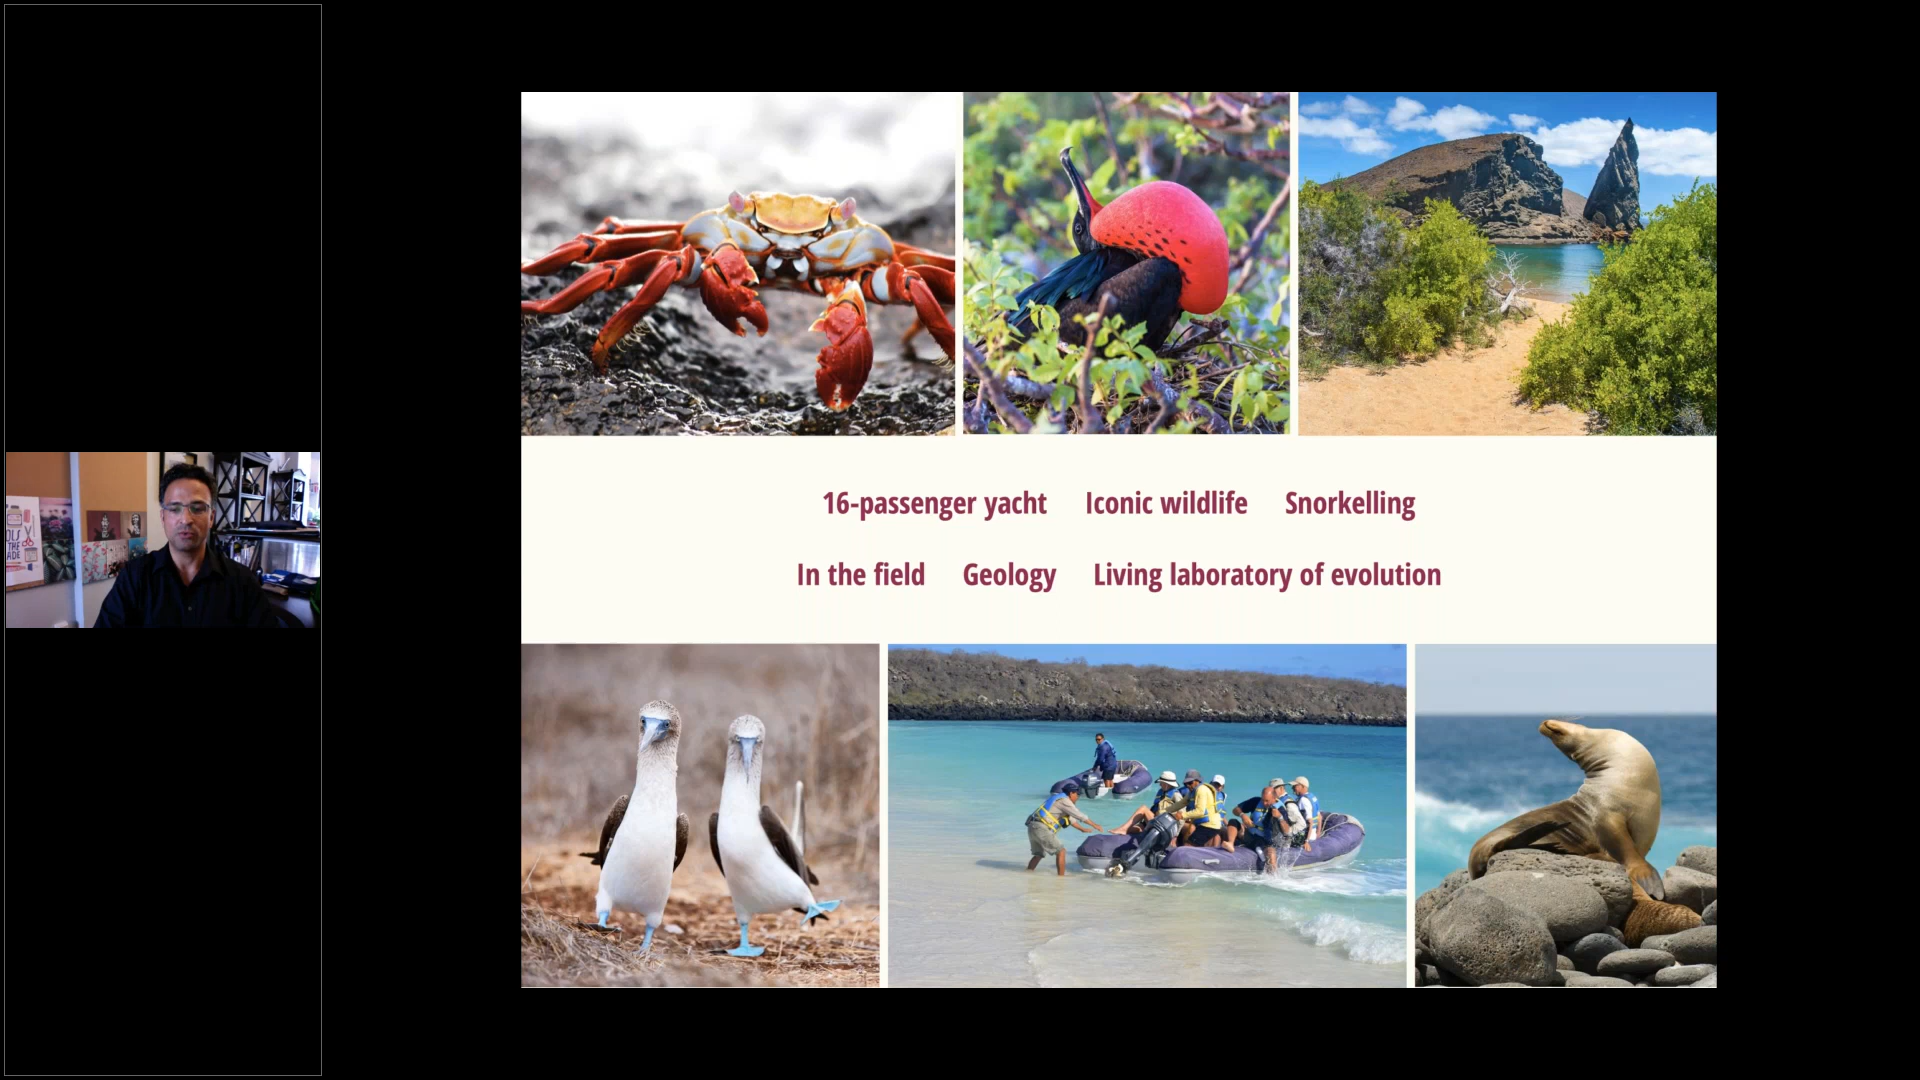 16-passenger yacht Iconic wildlife Snorkelling
In the field Geology Living laboratory of evolution